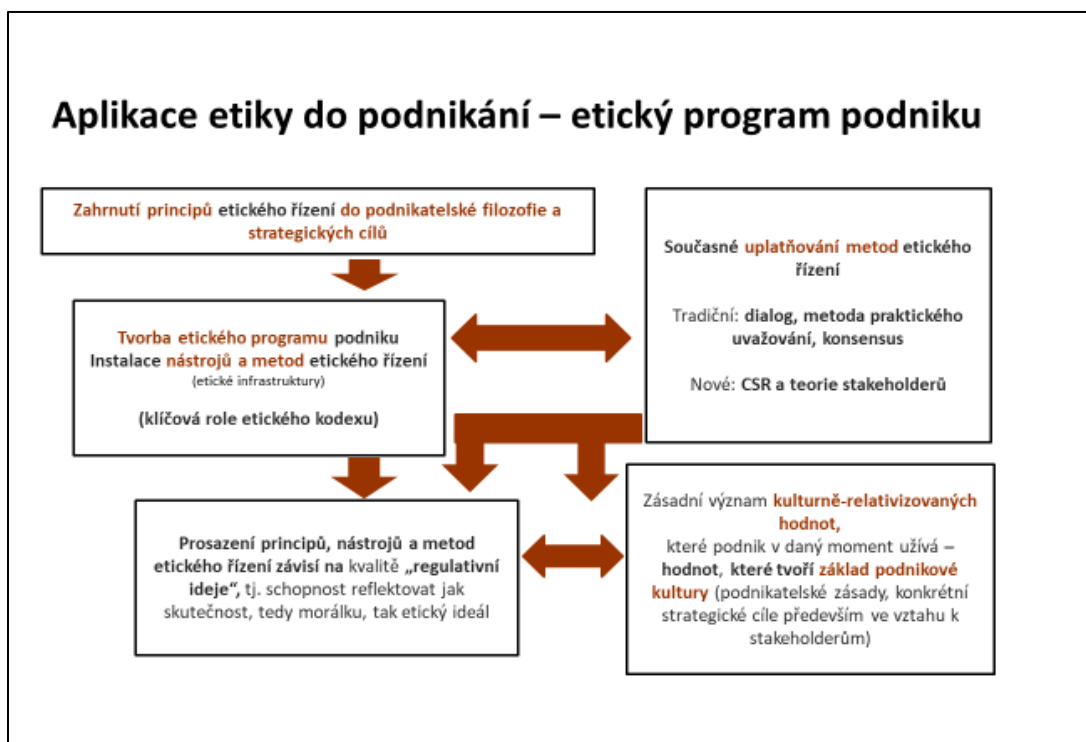 Aplikace etiky do podnikání – etický program podniku
Zahrnutí principů etického řízení do podnikatelské filozofie a
strategických cílů
Tvorba etického programu podniku
Instalace nástrojů a metod etického řízení
(etické infrastruktury)
(klíčová role etického kodexu)
Současné uplatňování metod etického
řízení
Tradiční: dialog, metoda praktického
uvažování, konsensus
Nové: CSR a teorie stakeholderů
Prosazení principů, nástrojů a metod
etického řízení závisí na kvalitě „regulativní
ideje“, tj. schopnost reflektovat jak
skutečnost, tedy morálku, tak etický ideál
Zásadní význam kulturně-relativizovaných
hodnot,
které podnik v daný moment užívá –
hodnot, které tvoří základ podnikové
kultury (podnikatelské zásady, konkrétní
strategické cíle především ve vztahu k
stakeholderům)